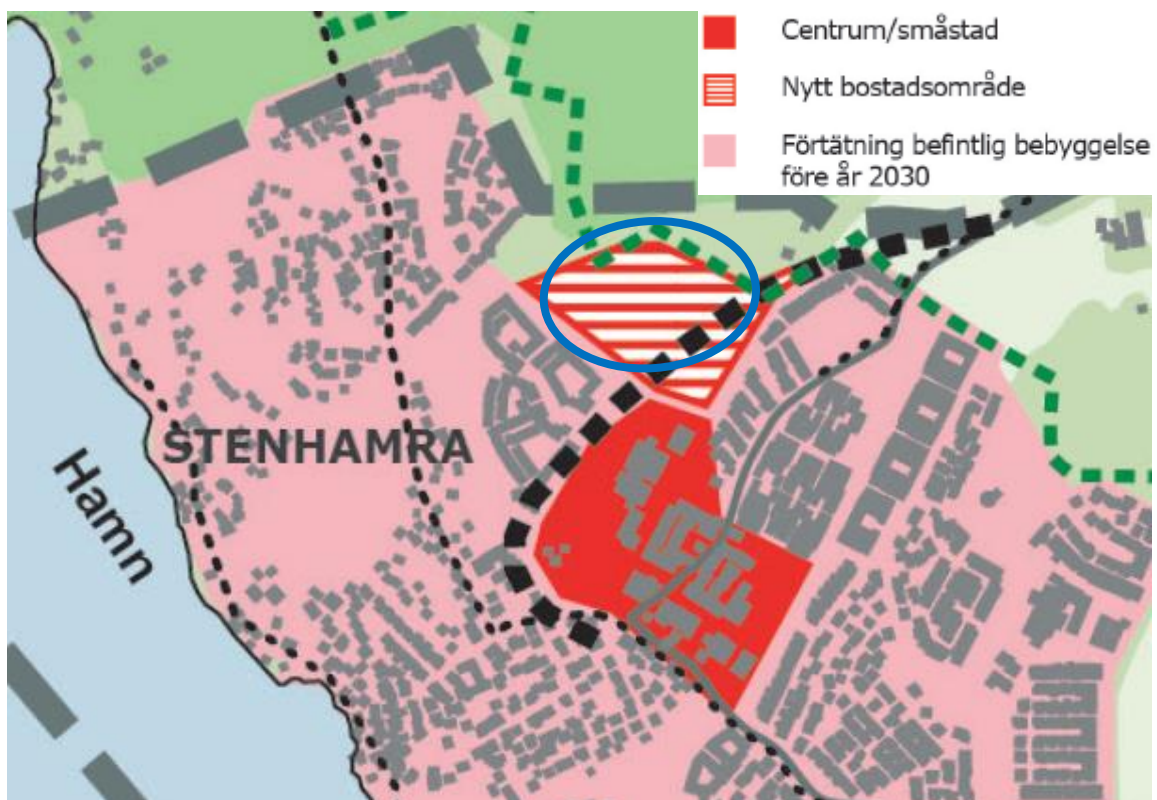 Centrum/småstad
Nytt bostadsområde
Förtätning befintlig bebyggelse
före år 2030
STENHAMRA
Hamn